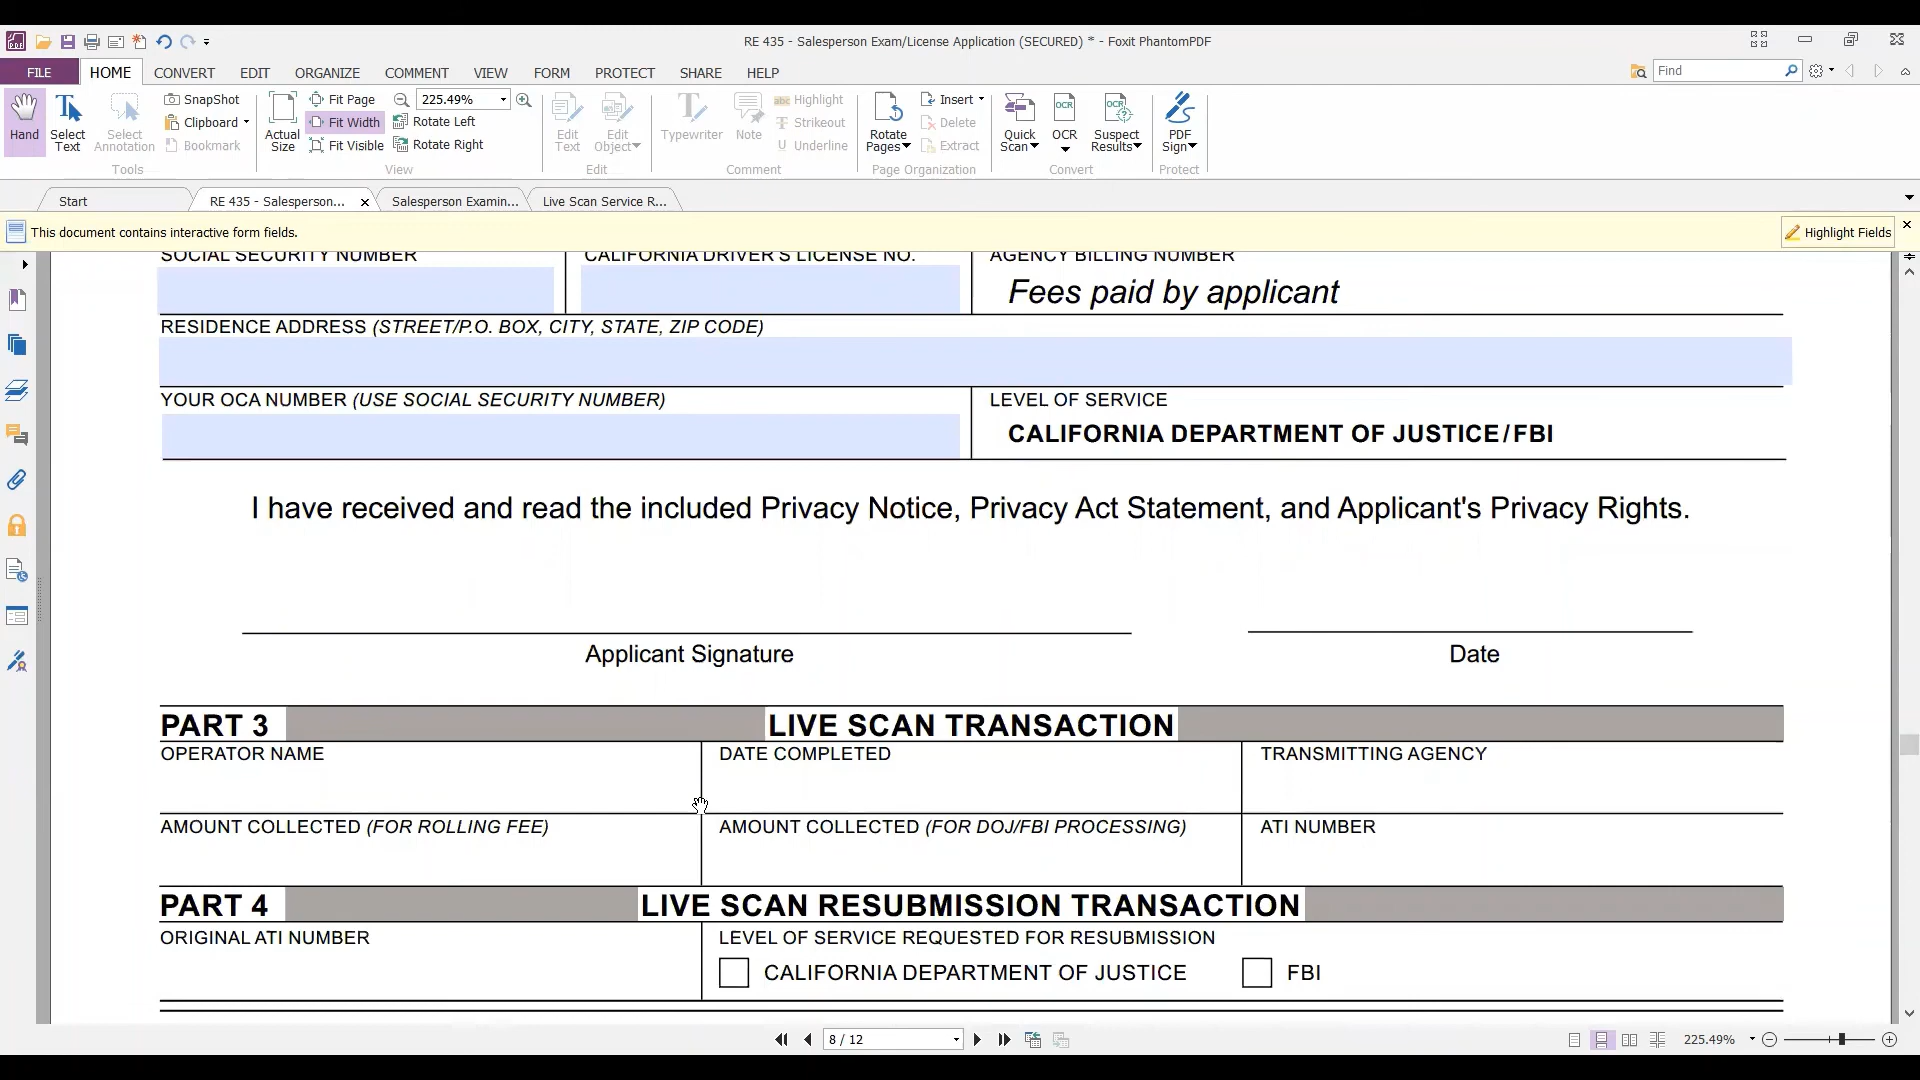 RE 435 - Salesperson Exam/License Application (SECURED) * - Foxit PhantomPDF
FILE HOME CONVERT EDIT ORGANIZE COMMENT VIEW FORM PROTECT SHARE HELP
Find
Hand
Select Text
Select Annotation
SnapShot
Clipboard
Bookmark
Tools
Actual Size
Fit Page
Fit Width
Fit Visible
225.49%
Rotate Left
Rotate Right
View
Edit Text
Edit Object
Edit
Typewriter
Note
Highlight
Strikeout
Underline
Comment
Rotate Pages
Insert
Delete
Extract
Page Organization
Quick Scan
OCR
OCR
Suspect Results
OCR
Convert
PDF Sign
Protect
Start
RE 435 - Salesperson...
Salesperson Examin...
Live Scan Service R...
This document contains interactive form fields.
Highlight Fields
SOCIAL SECURITY NUMBER
CALIFORNIA DRIVER'S LICENSE NO.
AGENCY BILLING NUMBER
Fees paid by applicant
RESIDENCE ADDRESS (STREET/P.O. BOX, CITY, STATE, ZIP CODE)
YOUR OCA NUMBER (USE SOCIAL SECURITY NUMBER)
LEVEL OF SERVICE
CALIFORNIA DEPARTMENT OF JUSTICE/FBI
I have received and read the included Privacy Notice, Privacy Act Statement, and Applicant's Privacy Rights.
Applicant Signature
Date
PART 3 LIVE SCAN TRANSACTION
OPERATOR NAME
DATE COMPLETED
TRANSMITTING AGENCY
AMOUNT COLLECTED (FOR ROLLING FEE)
AMOUNT COLLECTED (FOR DOJ/FBI PROCESSING)
ATI NUMBER
PART 4 LIVE SCAN RESUBMISSION TRANSACTION
ORIGINAL ATI NUMBER
LEVEL OF SERVICE REQUESTED FOR RESUBMISSION
CALIFORNIA DEPARTMENT OF JUSTICE
FBI
8 / 12
225.49%